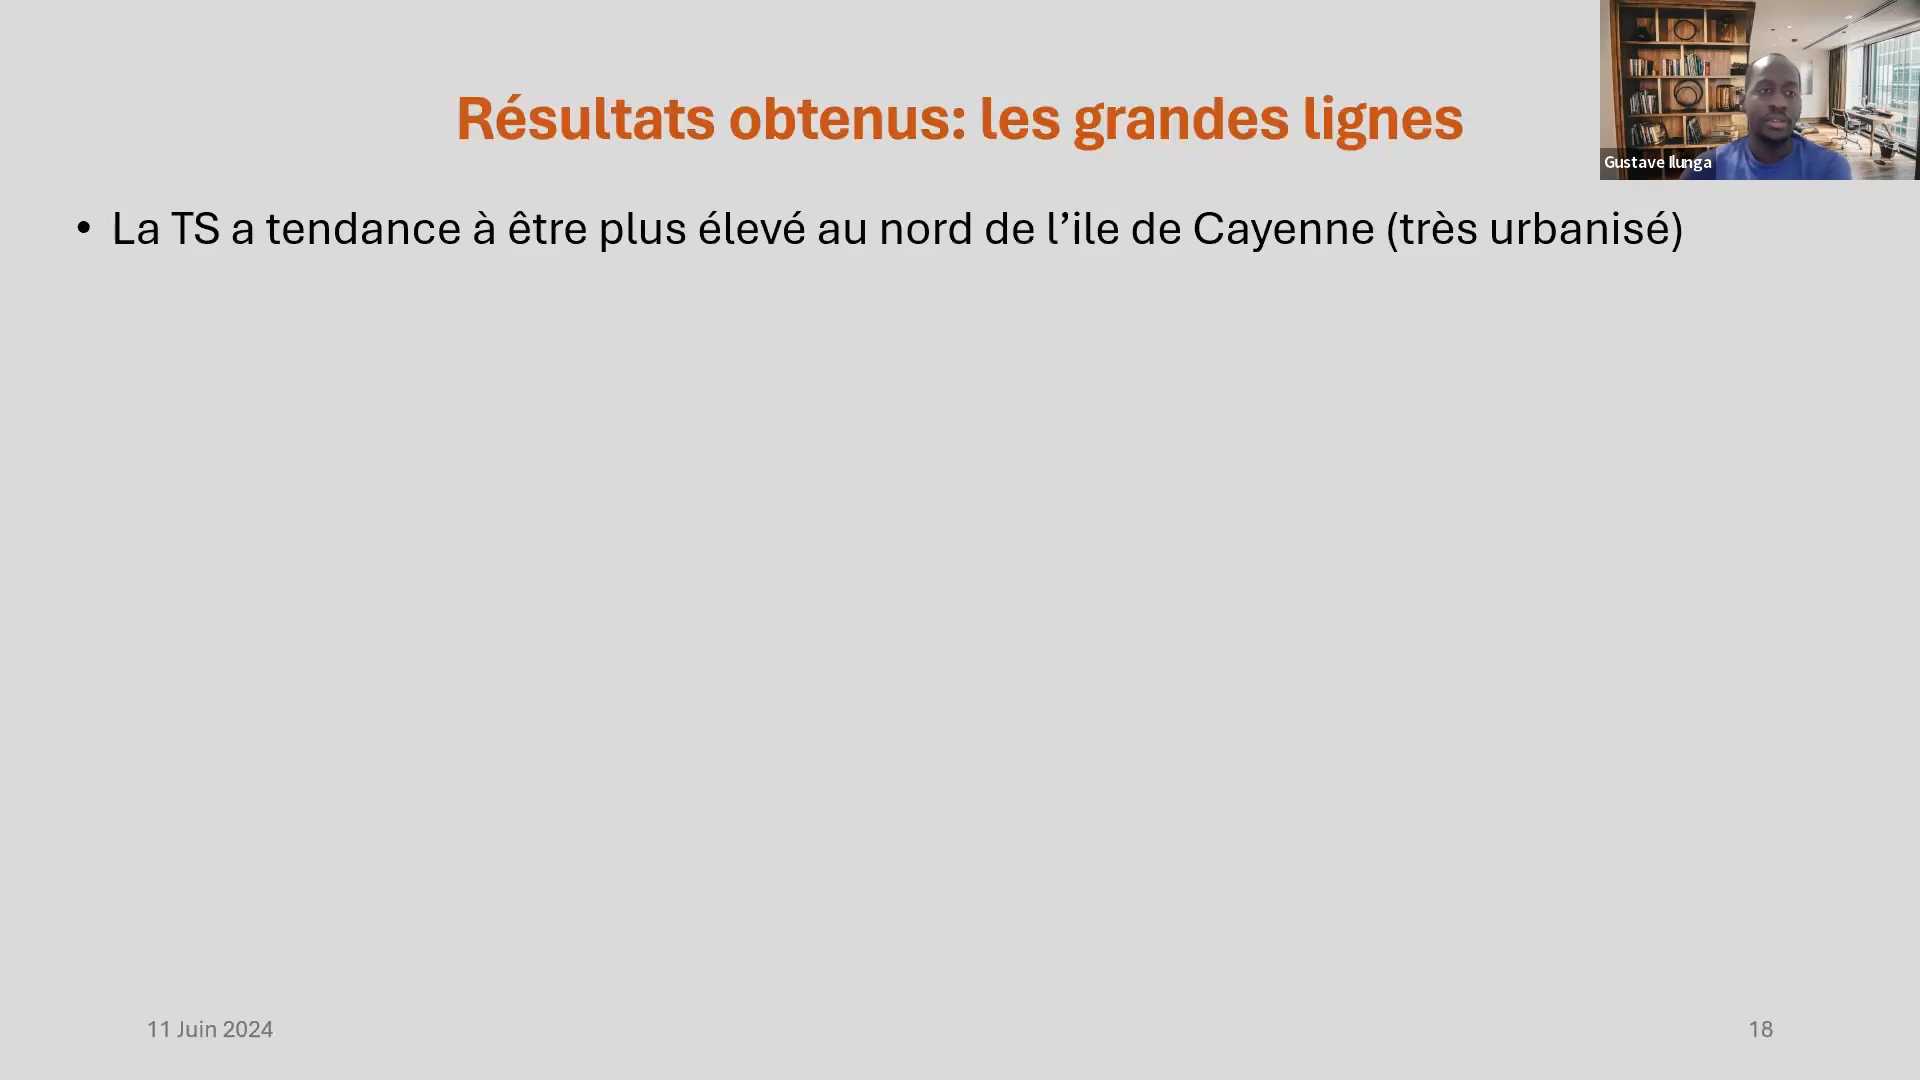 Résultats obtenus: les grandes lignes
Gustave Ilunga
• La TS a tendance à être plus élevé au nord de l’ile de Cayenne (très urbanisé)
11 Juin 2024
18